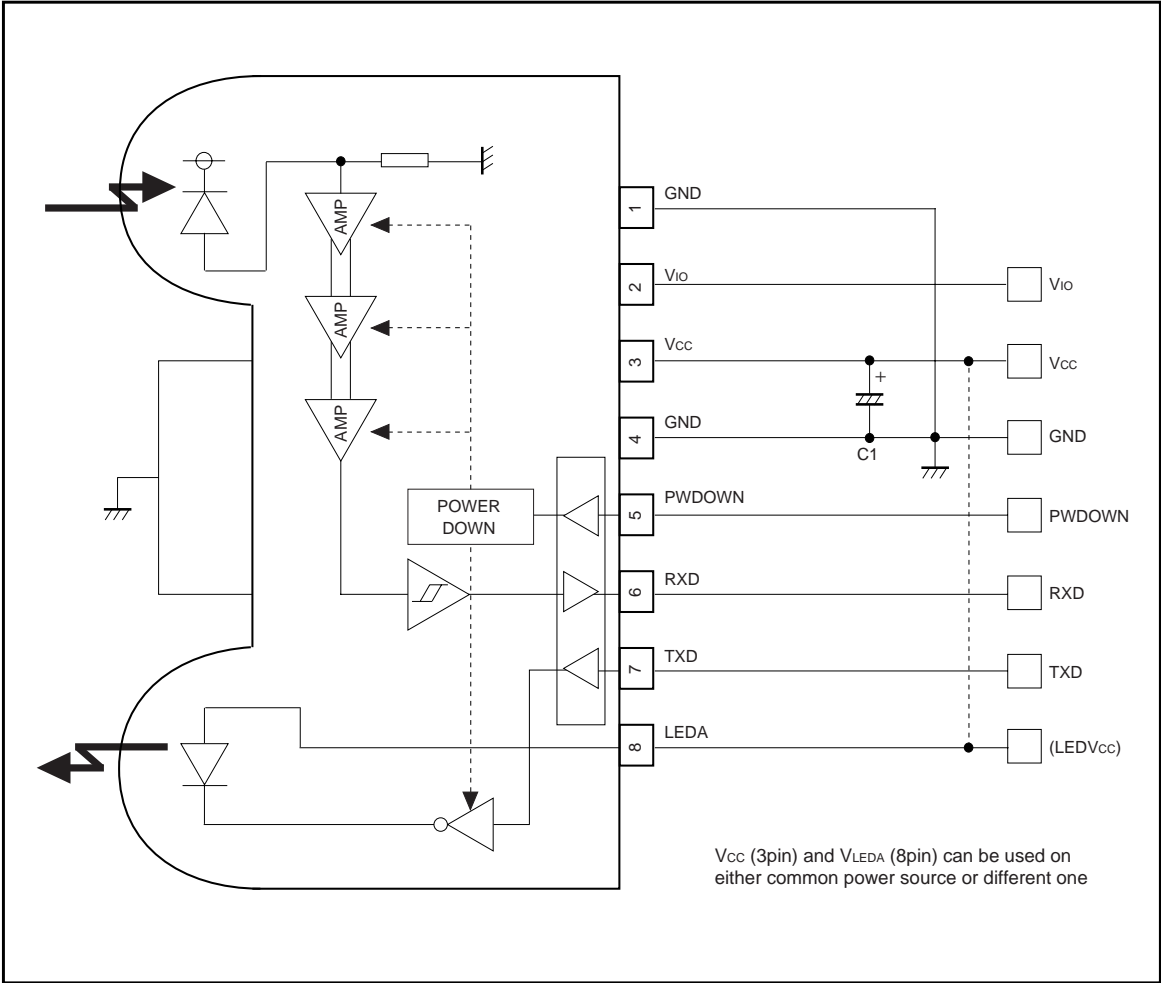 AMP
AMP
AMP
POWER
DOWN
1
GND
2
VIO
VIO
3
VCC
+
VCC
4
GND
C1
GND
5
PWDOWN
PWDOWN
6
RXD
RXD
7
TXD
TXD
8
LEDA
(LEDVCC)
VCC (3pin) and VLEDA (8pin) can be used on
either common power source or different one